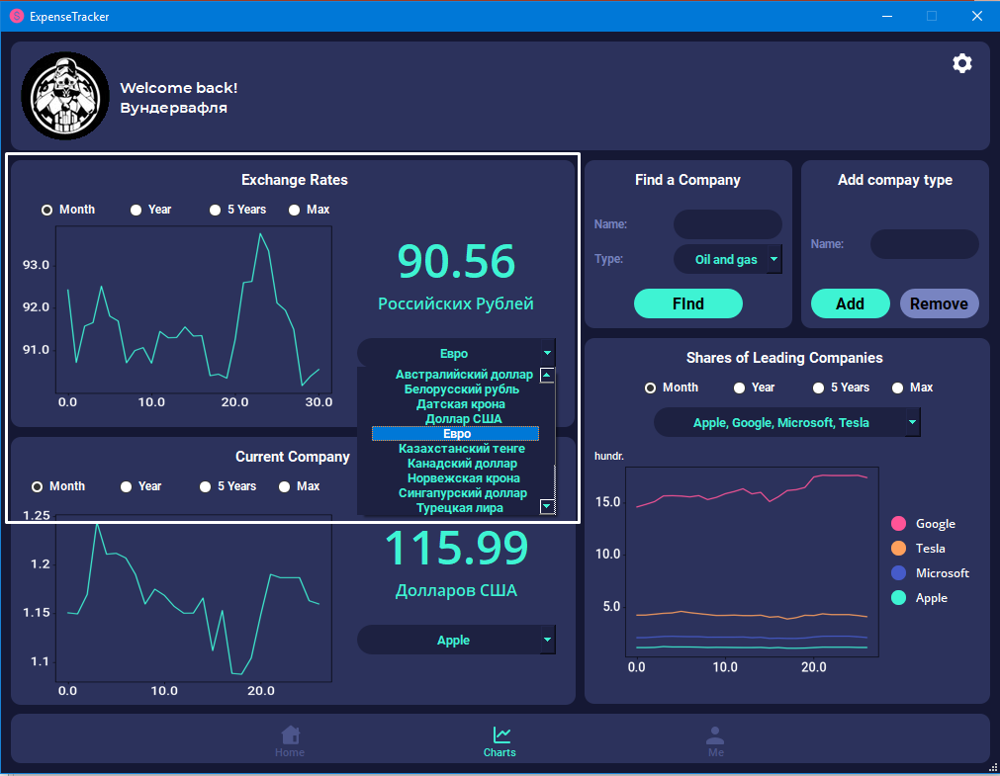 ExpenseTracker
Welcome back!
Вундервафля
Exchange Rates
Month Year 5 Years Max
93.0
92.0
91.0
0.0 10.0 20.0 30.0
90.56
Российских Рублей
Евро
Австралийский доллар
Белорусский рубль
Датская крона
Доллар США
Евро
Казахстанский тенге
Канадский доллар
Норвежская крона
Сингапурский доллар
Турецкая лира
Find a Company
Name:
Type: Oil and gas
FInd
Add compay type
Name:
Add Remove
Current Company
Month Year 5 Years Max
1.25
1.2
1.15
1.1
0.0 10.0 20.0
115.99
Долларов США
Apple
Shares of Leading Companies
Month Year 5 Years Max
Apple, Google, Microsoft, Tesla
hundr.
15.0
10.0
5.0
0.0 10.0 20.0
Google
Tesla
Microsoft
Apple
Home Charts Me